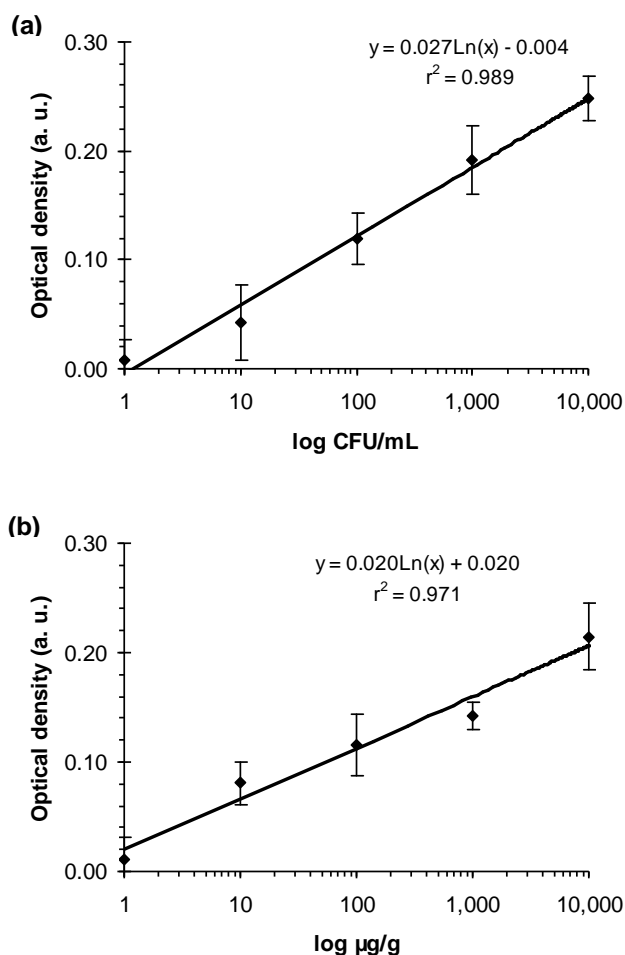 (a)
y = 0.027Ln(x) - 0.004
r² = 0.989
Optical density (a. u.)
0.30
0.20
0.10
0.00
1 10 100 1,000 10,000
log CFU/mL
(b)
y = 0.020Ln(x) + 0.020
r² = 0.971
Optical density (a. u.)
0.30
0.20
0.10
0.00
1 10 100 1,000 10,000
log µg/g